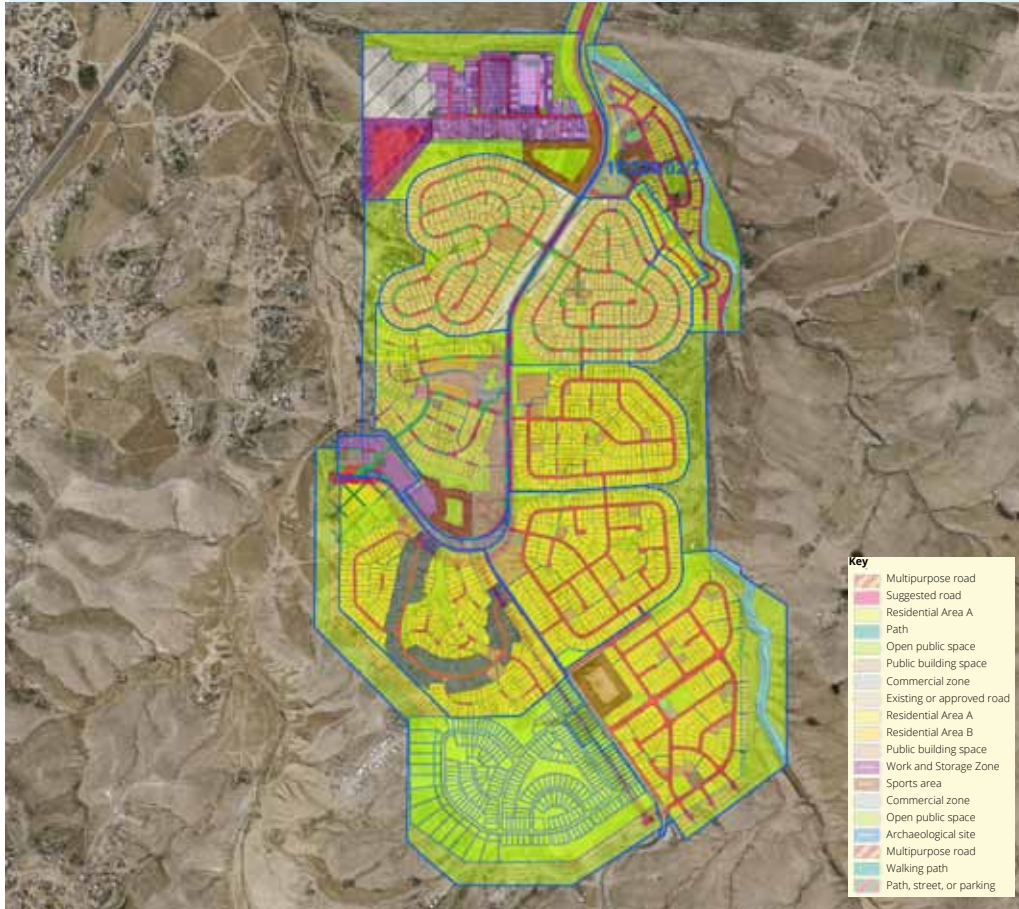 Key
Multipurpose road
Suggested road
Residential Area A
Path
Open public space
Public building space
Commercial zone
Existing or approved road
Residential Area A
Residential Area B
Public building space
Work and Storage Zone
Sports area
Commercial zone
Open public space
Archaeological site
Multipurpose road
Walking path
Path, street, or parking